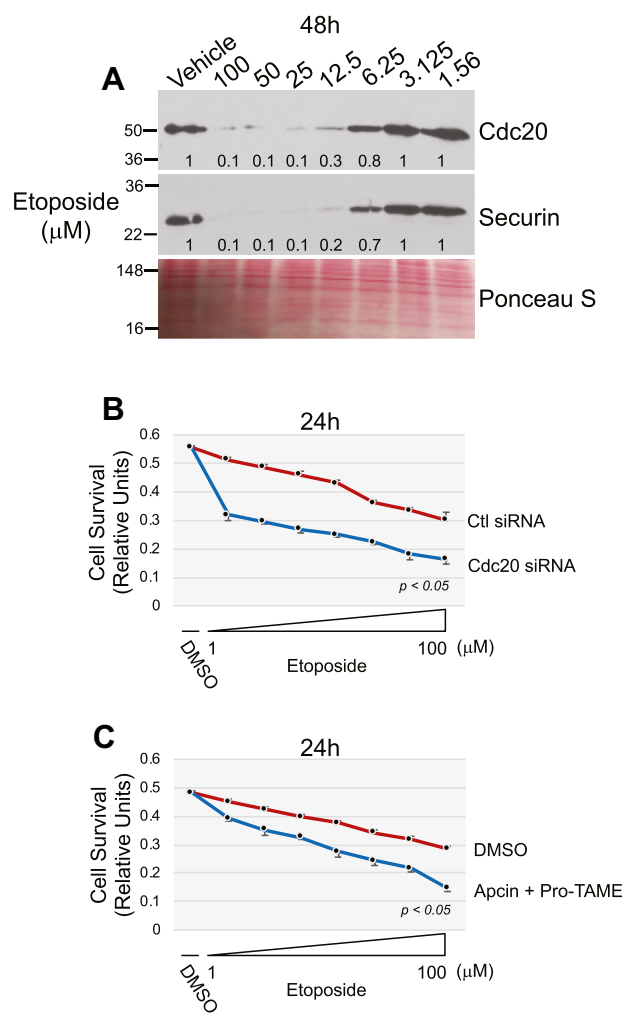 48h
A
Vehicle 100 50 25 12.5 6.25 3.125 1.56
50
Cdc20
36
1 0.1 0.1 0.1 0.3 0.8 1 1
36
Etoposide
(μM)
Securin
22
1 0.1 0.1 0.1 0.2 0.7 1 1
148
Ponceau S
16
B
24h
Cell Survival
(Relative Units)
0.6
0.5
0.4
0.3
0.2
0.1
0
Ctl siRNA
Cdc20 siRNA
p < 0.05
DMSO
1 100 (μM)
Etoposide
C
24h
Cell Survival
(Relative Units)
0.6
0.5
0.4
0.3
0.2
0.1
0
DMSO
Apcin + Pro-TAME
p < 0.05
DMSO
1 100 (μM)
Etoposide